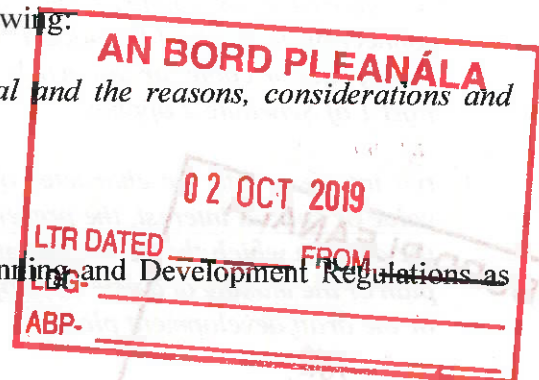 wing:
AN BORD PLEANÁLA
al and the reasons, considerations and
02 OCT 2019
LTR DATED FROM
nning and Development Regulations as
LDG-
ABP-